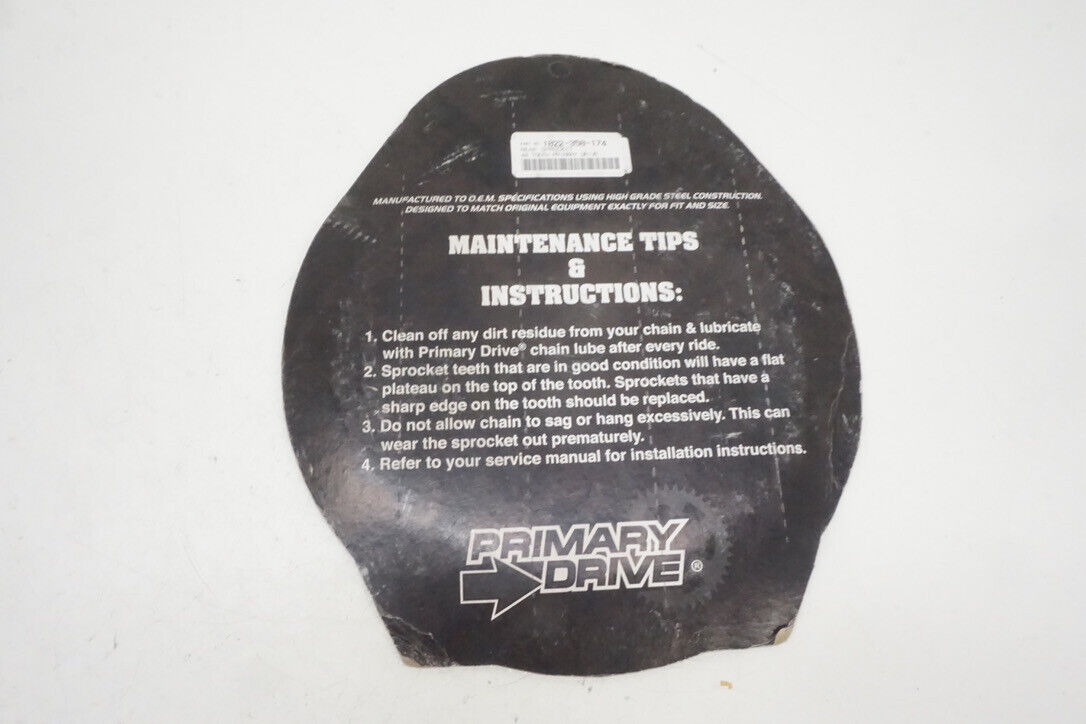 1022-350-174
MANUFACTURED TO O.E.M. SPECIFICATIONS USING HIGH GRADE STEEL CONSTRUCTION.
DESIGNED TO MATCH ORIGINAL EQUIPMENT EXACTLY FOR FIT AND SIZE.
MAINTENANCE TIPS
&
INSTRUCTIONS:
1. Clean off any dirt residue from your chain & lubricate
with Primary Drive® chain lube after every ride.
2. Sprocket teeth that are in good condition will have a flat
plateau on the top of the tooth. Sprockets that have a
sharp edge on the tooth should be replaced.
3. Do not allow chain to sag or hang excessively. This can
wear the sprocket out prematurely.
4. Refer to your service manual for installation instructions.
PRIMARY
DRIVE ®